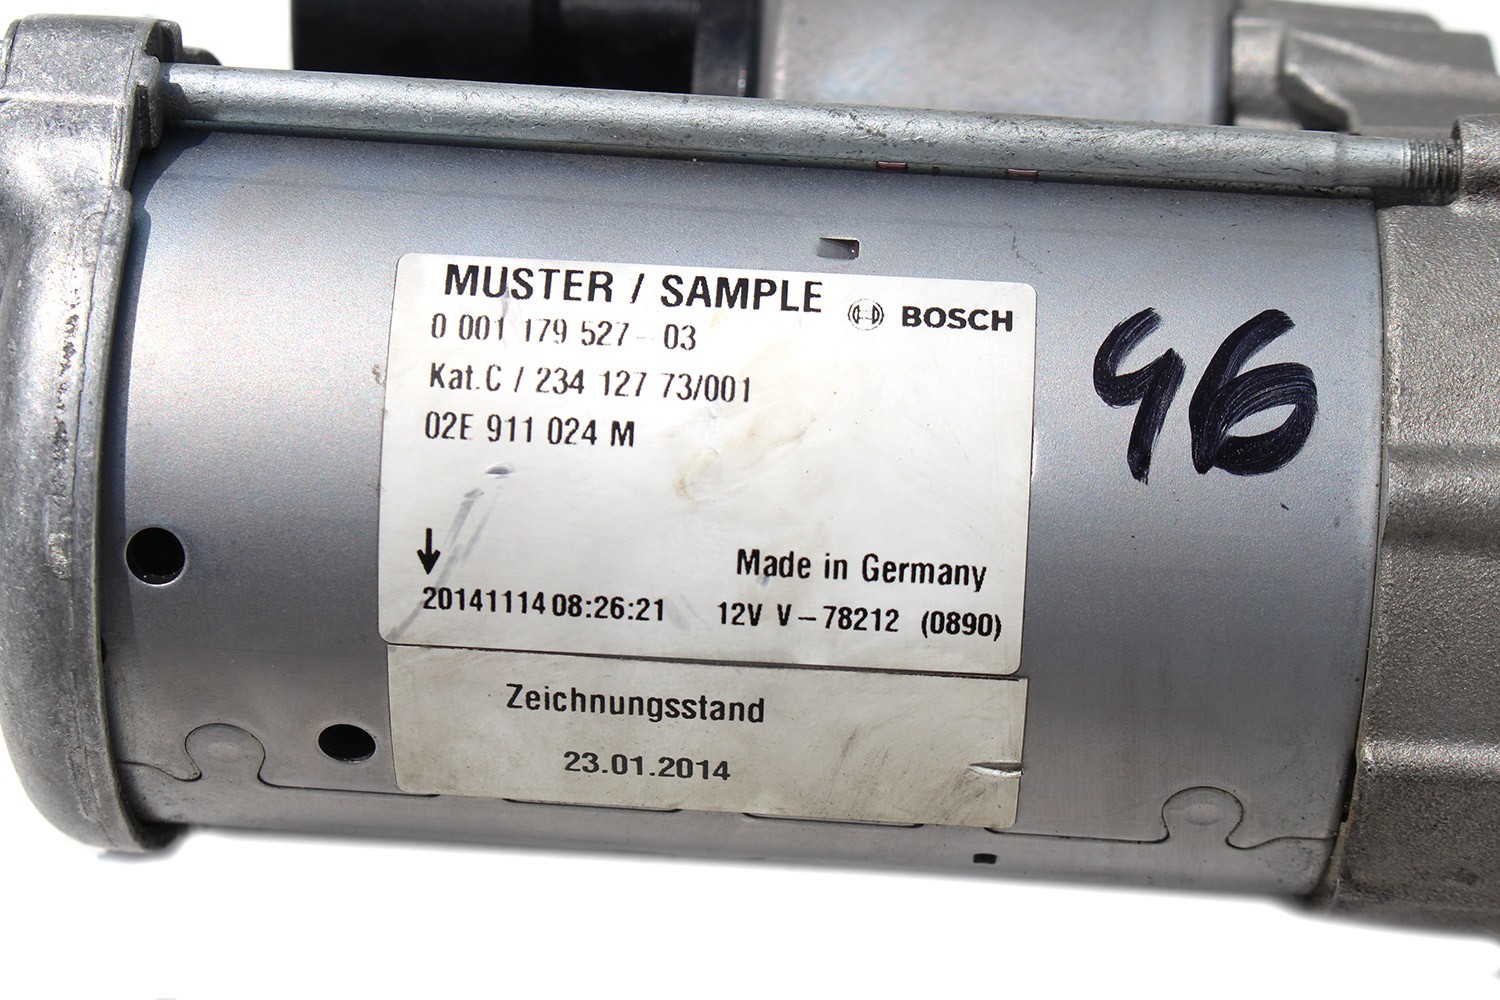 MUSTER / SAMPLE
BOSCH
0 001 179 527-03
Kat.C / 234 127 73/001
02E 911 024 M
Made in Germany
20141114 08:26:21 12V V-78212 (0890)
Zeichnungsstand
23.01.2014
96